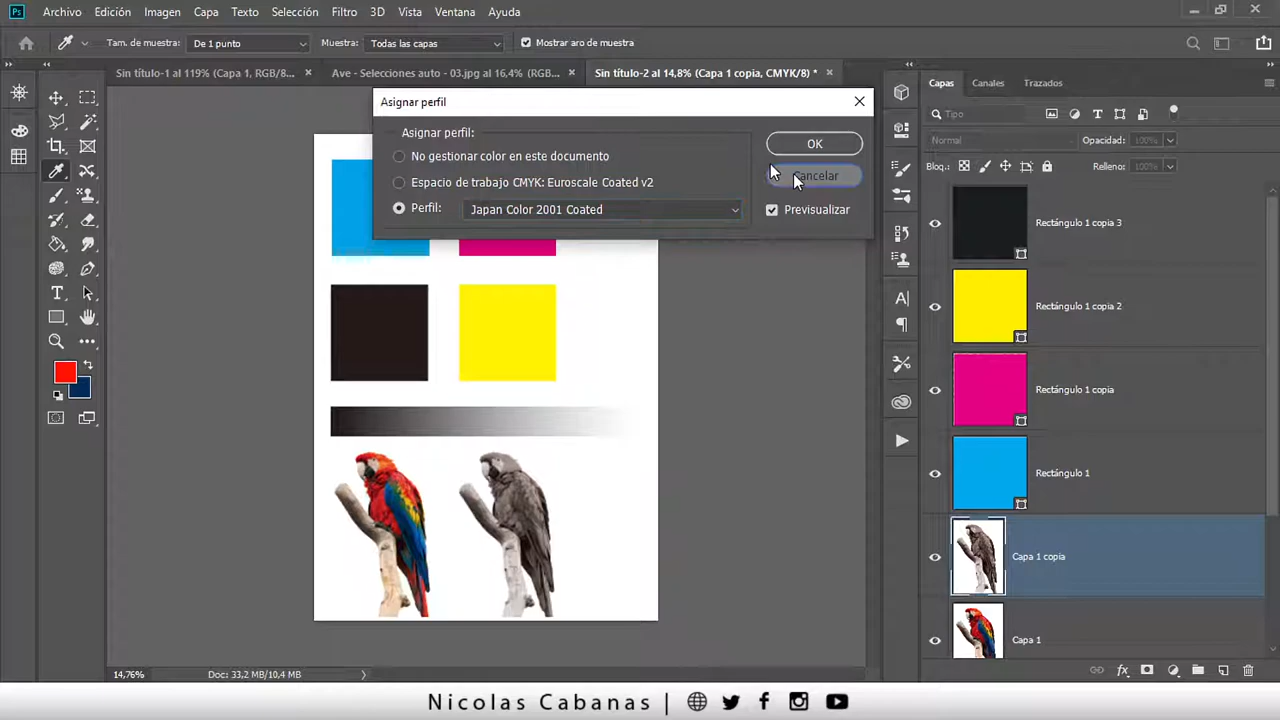 Ps Archivo Edición Imagen Capa Texto Selección Filtro 3D Vista Ventana Ayuda
Tam. de muestra: De 1 punto Muestra: Todas las capas Mostrar aro de muestra
Sin título-1 al 119% (Capa 1, RGB/8... × Ave - Selecciones auto - 03.jpg al 16,4% (RGB... × Sin título-2 al 14,8% (Capa 1 copia, CMYK/8) * ×
Asignar perfil
Asignar perfil:
No gestionar color en este documento
Espacio de trabajo CMYK: Euroscale Coated v2
Perfil: Japan Color 2001 Coated
OK
Cancelar
Previsualizar
Capas Canales Trazados
Tipo
Normal Opacidad: 100%
Bloq.: Relleno: 100%
Rectángulo 1 copia 3
Rectángulo 1 copia 2
Rectángulo 1 copia
Rectángulo 1
Capa 1 copia
Capa 1
14,76% Doc: 33,2 MB/10,4 MB
Nicolas Cabanas |